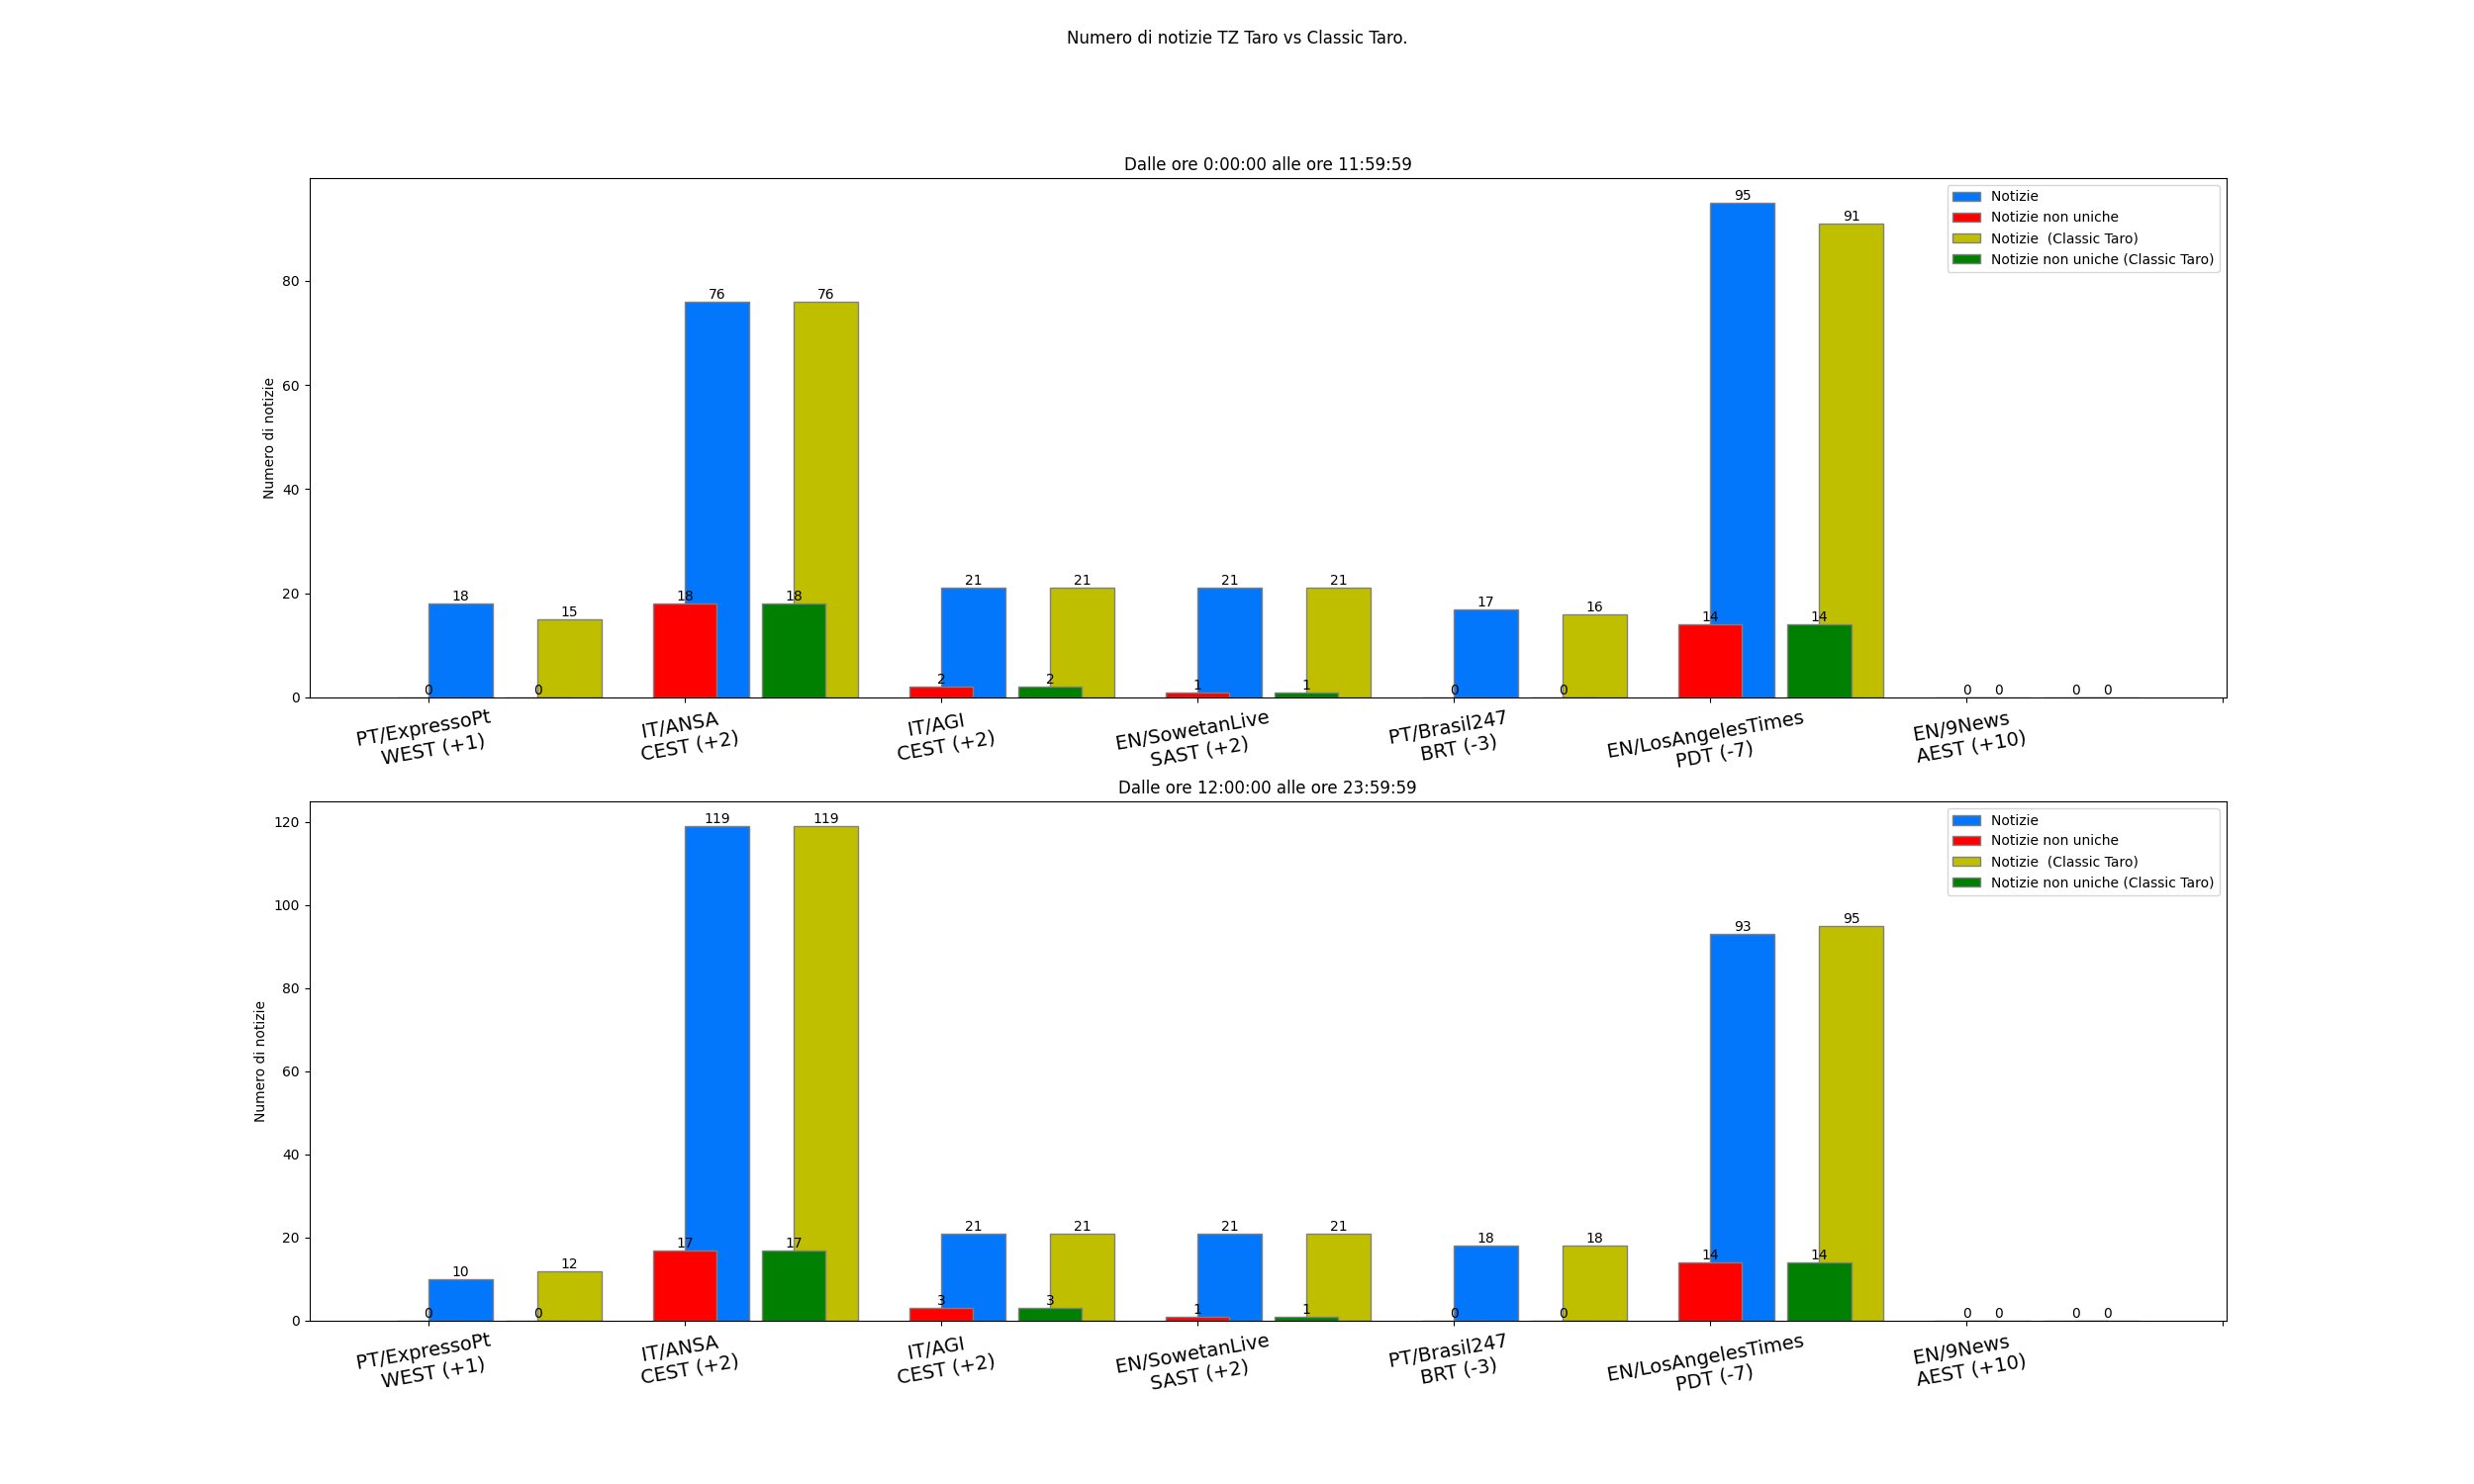 Numero di notizie TZ Taro vs Classic Taro.
Dalle ore 0:00:00 alle ore 11:59:59
Numero di notizie
80
60
40
20
0
Notizie
Notizie non uniche
Notizie  (Classic Taro)
Notizie non uniche (Classic Taro)
0 18 0 15
18 76 18 76
2 21 2 21
1 21 1 21
0 17 0 16
14 95 14 91
0 0 0 0
PT/ExpressoPt
WEST (+1)
IT/ANSA
CEST (+2)
IT/AGI
CEST (+2)
EN/SowetanLive
SAST (+2)
PT/Brasil247
BRT (-3)
EN/LosAngelesTimes
PDT (-7)
EN/9News
AEST (+10)
Dalle ore 12:00:00 alle ore 23:59:59
Numero di notizie
120
100
80
60
40
20
0
Notizie
Notizie non uniche
Notizie  (Classic Taro)
Notizie non uniche (Classic Taro)
0 10 0 12
17 119 17 119
3 21 3 21
1 21 1 21
0 18 0 18
14 93 14 95
0 0 0 0
PT/ExpressoPt
WEST (+1)
IT/ANSA
CEST (+2)
IT/AGI
CEST (+2)
EN/SowetanLive
SAST (+2)
PT/Brasil247
BRT (-3)
EN/LosAngelesTimes
PDT (-7)
EN/9News
AEST (+10)